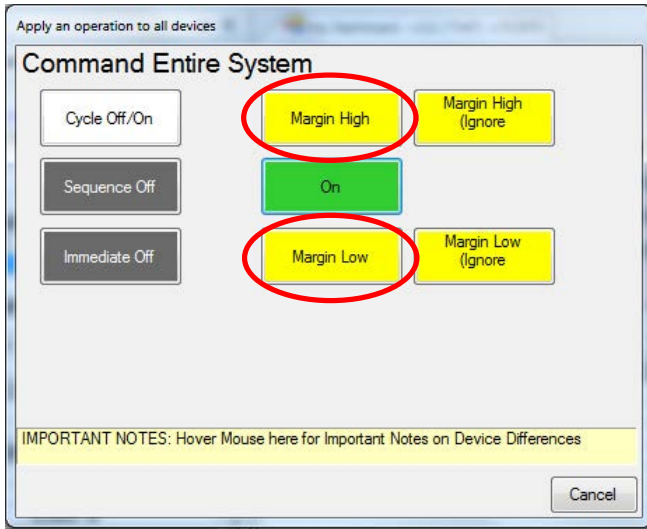 Apply an operation to all devices
Command Entire System
Cycle Off/On
Margin High
Margin High
(Ignore
Sequence Off
On
Immediate Off
Margin Low
Margin Low
(Ignore
IMPORTANT NOTES: Hover Mouse here for Important Notes on Device Differences
Cancel